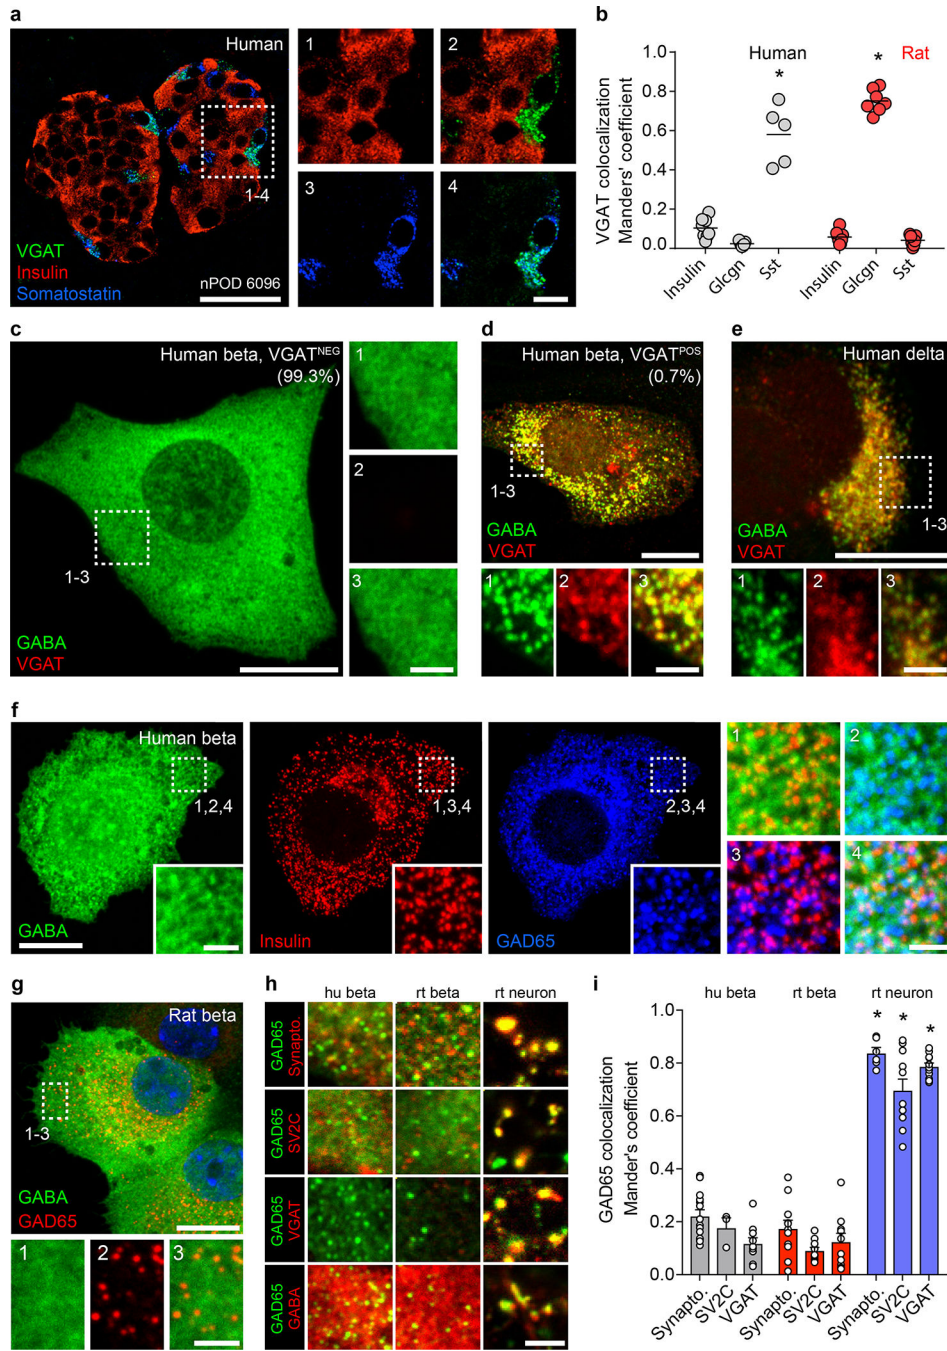 a
Human
1
2
3
4
1-4
VGAT
Insulin
Somatostatin
nPOD 6096
b
VGAT colocalization
Manders' coefficient
1.0
0.8
0.6
0.4
0.2
0.0
Human
Rat
*
*
Insulin
Glcgn
Sst
Insulin
Glcgn
Sst
c
Human beta, VGATNEG
(99.3%)
1-3
GABA
VGAT
1
2
3
d
Human beta, VGATPOS
(0.7%)
1-3
GABA
VGAT
1
2
3
e
Human delta
1-3
GABA
VGAT
1
2
3
f
Human beta
1,2,4
GABA
1,3,4
Insulin
2,3,4
GAD65
1
2
3
4
g
Rat beta
1-3
GABA
GAD65
1
2
3
h
hu beta
rt beta
rt neuron
GAD65
Synapto.
GAD65
SV2C
GAD65
VGAT
GAD65
GABA
i
hu beta
rt beta
rt neuron
GAD65 colocalization
Mander's coefficient
1.0
0.8
0.6
0.4
0.2
0.0
*
*
*
Synapto.
SV2C
VGAT
Synapto.
SV2C
VGAT
Synapto.
SV2C
VGAT